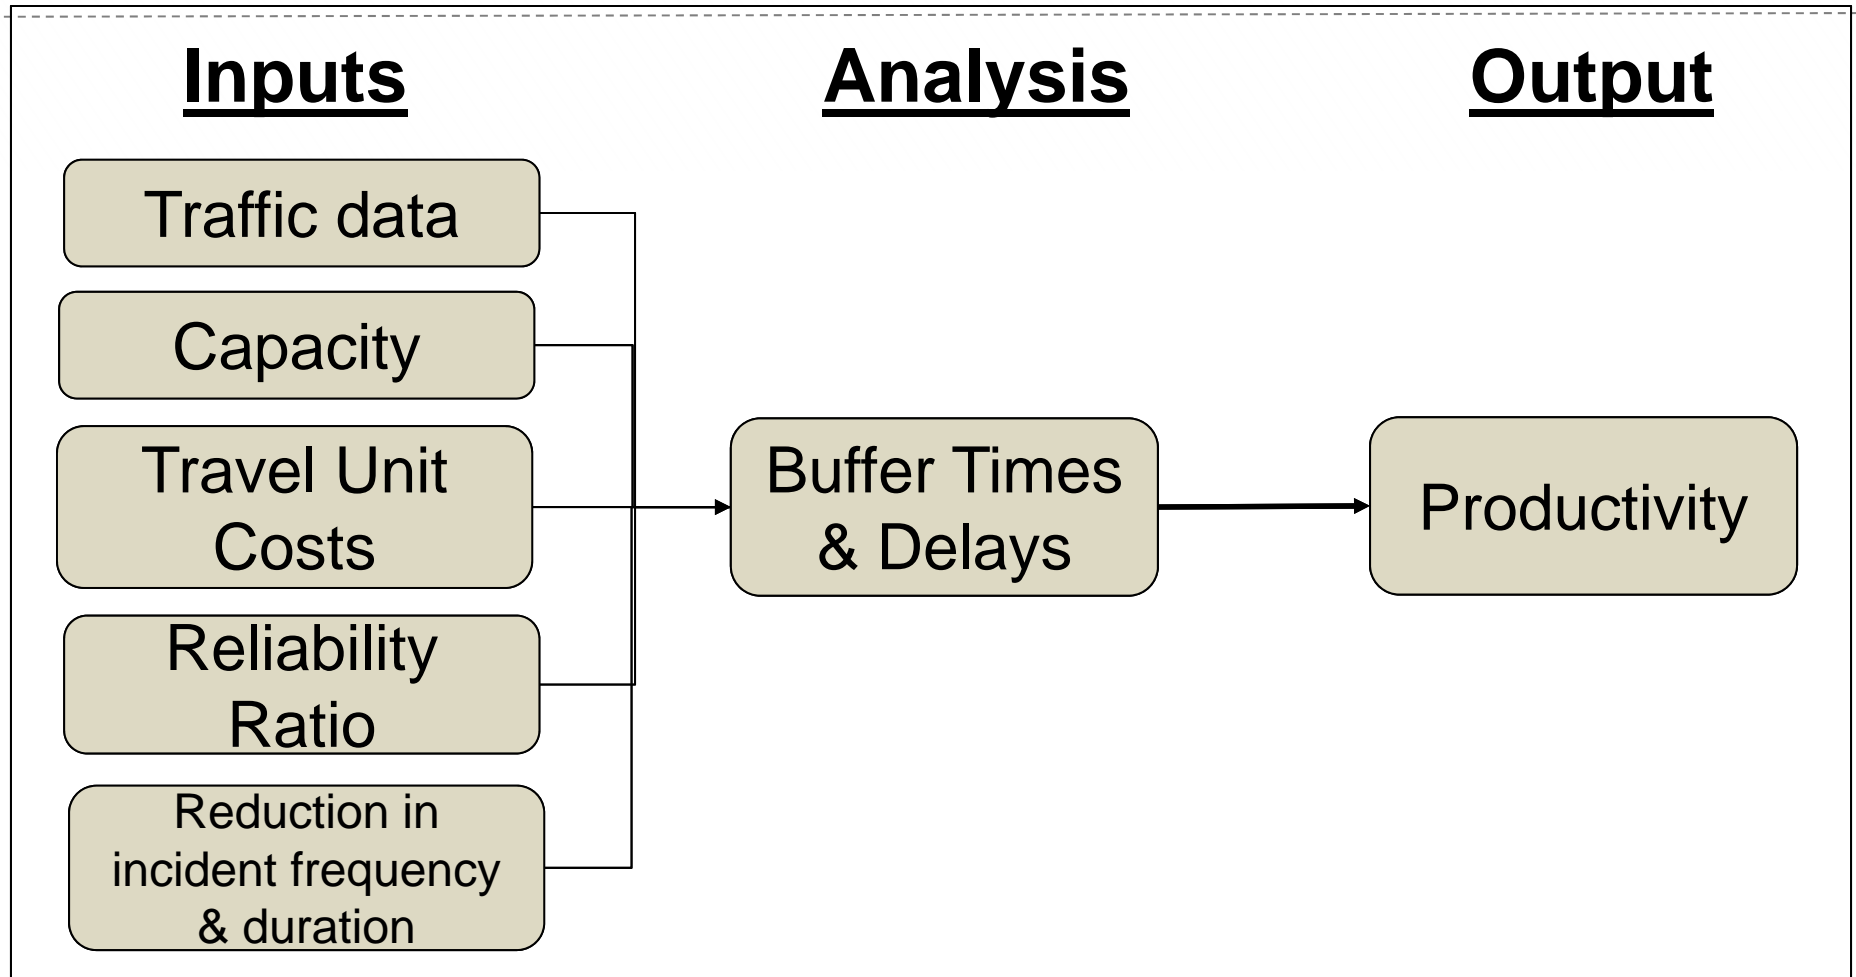 Inputs
Analysis
Output
Traffic data
Capacity
Travel Unit
Costs
Reliability
Ratio
Reduction in
incident frequency
& duration
Buffer Times
& Delays
Productivity